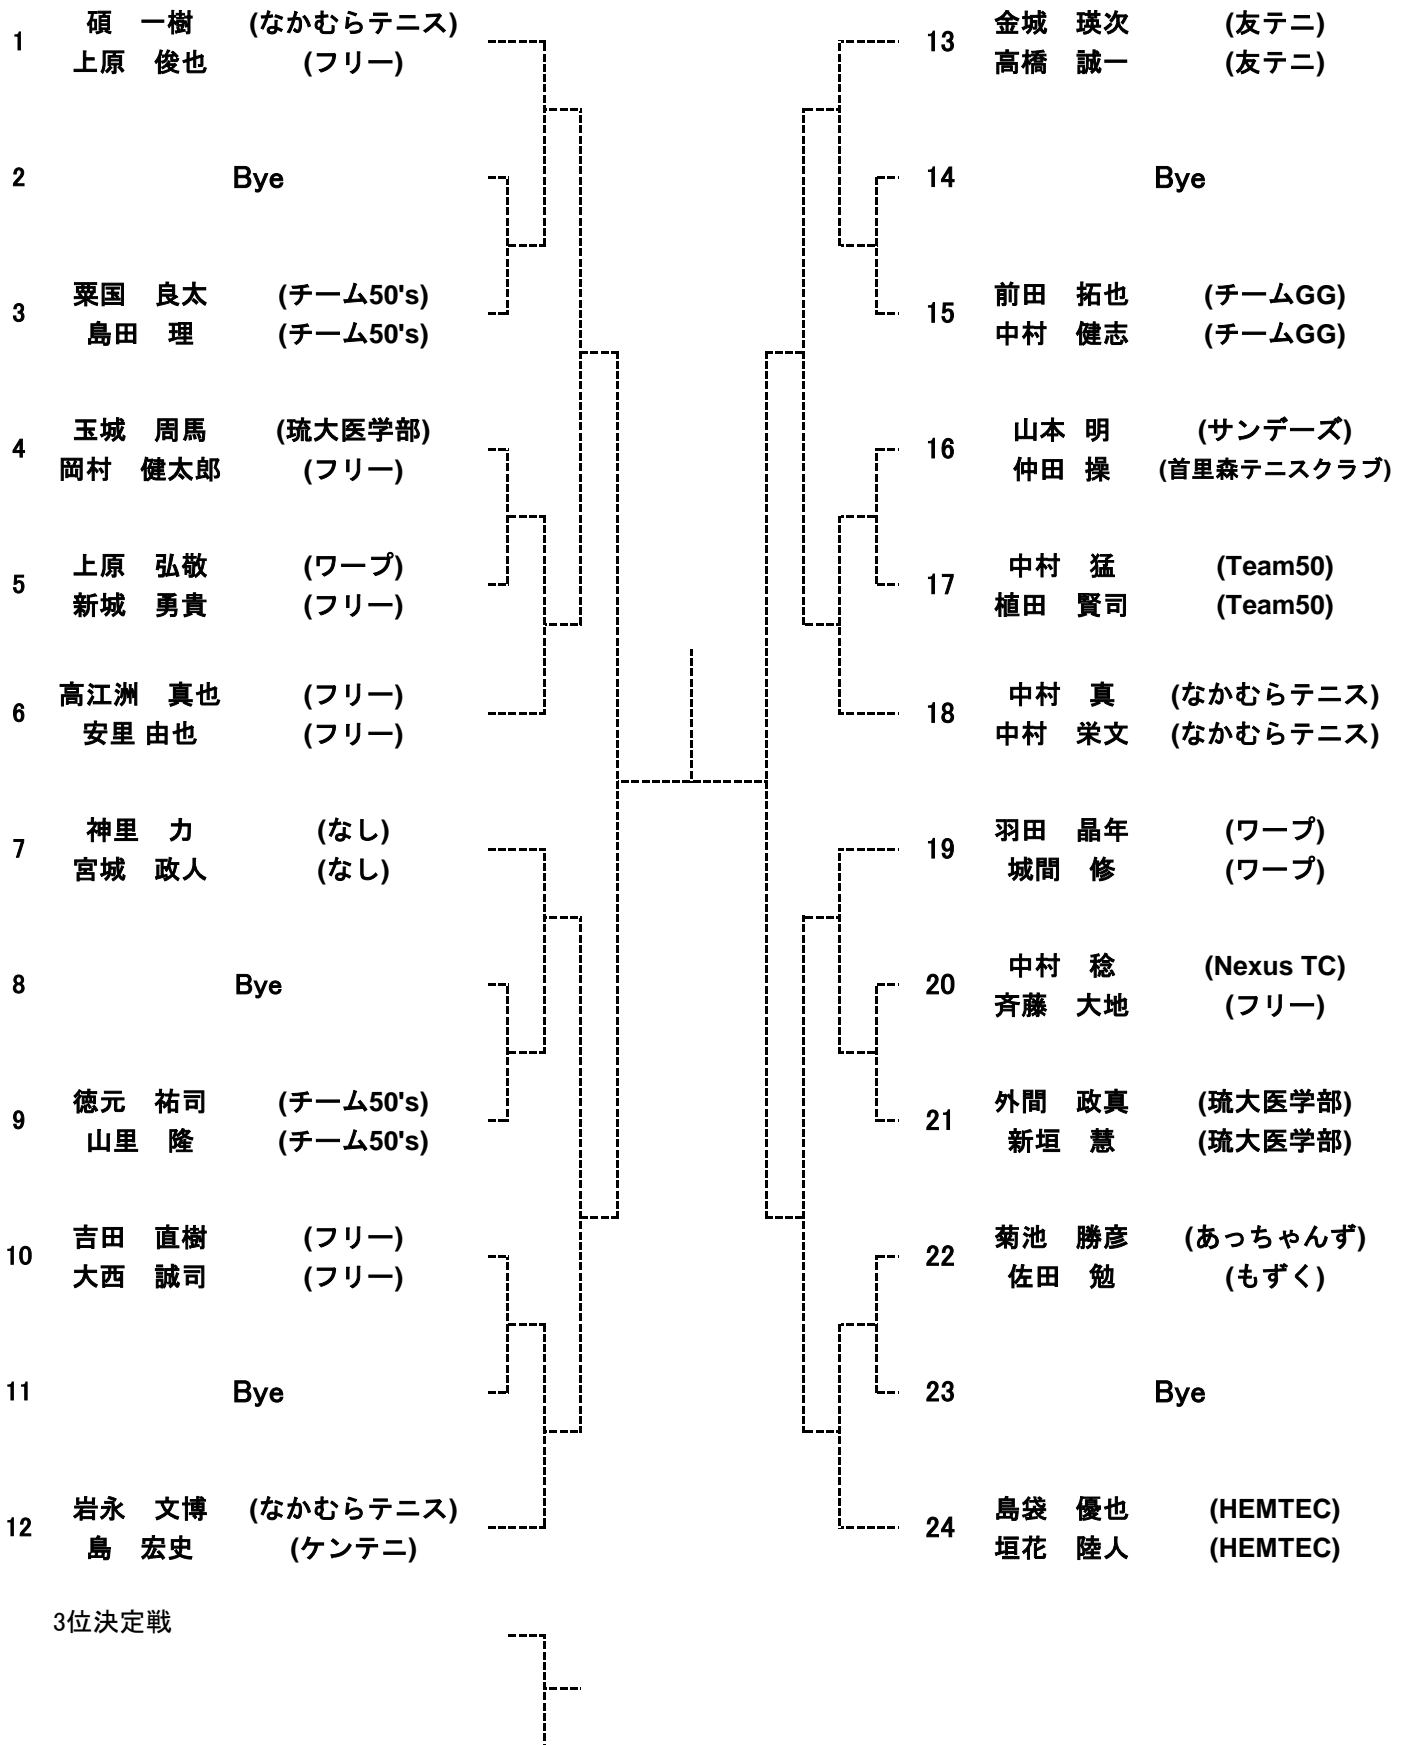 1
碩　一樹 (なかむらテニス)
上原　俊也 (フリー)
2
Bye
3
粟国　良太 (チーム50's)
島田　理 (チーム50's)
4
玉城　周馬 (琉大医学部)
岡村　健太郎 (フリー)
5
上原　弘敬 (ワープ)
新城　勇貴 (フリー)
6
高江洲　真也 (フリー)
安里 由也 (フリー)
7
神里　力 (なし)
宮城　政人 (なし)
8
Bye
9
徳元　祐司 (チーム50's)
山里　隆 (チーム50's)
10
吉田　直樹 (フリー)
大西　誠司 (フリー)
11
Bye
12
岩永　文博 (なかむらテニス)
島　宏史 (ケンテニ)
13
金城　瑛次 (友テニ)
高橋　誠一 (友テニ)
14
Bye
15
前田　拓也 (チームGG)
中村　健志 (チームGG)
16
山本 明 (サンデーズ)
仲田 操 (首里森テニスクラブ)
17
中村　猛 (Team50)
植田　賢司 (Team50)
18
中村　真 (なかむらテニス)
中村　栄文 (なかむらテニス)
19
羽田　晶年 (ワープ)
城間　修 (ワープ)
20
中村　稔 (Nexus TC)
斉藤　大地 (フリー)
21
外間　政真 (琉大医学部)
新垣　慧 (琉大医学部)
22
菊池　勝彦 (あっちゃんず)
佐田　勉 (もずく)
23
Bye
24
島袋　優也 (HEMTEC)
垣花　陸人 (HEMTEC)
3位決定戦